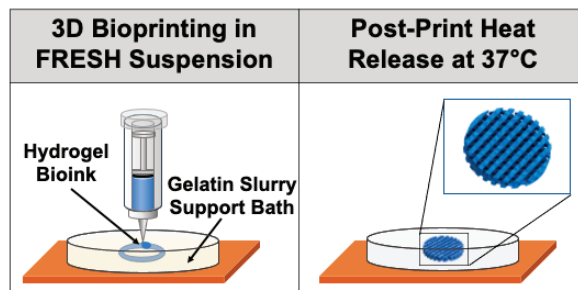 3D Bioprinting in
FRESH Suspension
Post-Print Heat
Release at 37°C
Hydrogel
Bioink
Gelatin Slurry
Support Bath